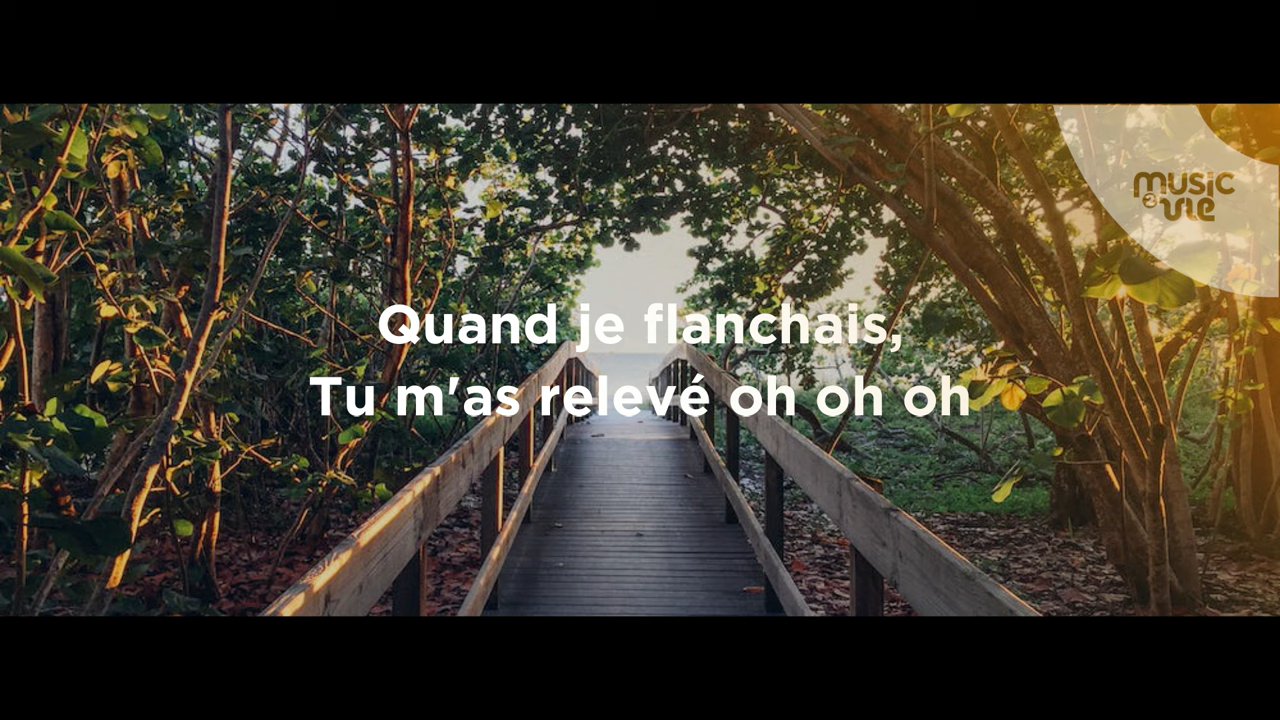 music
& vie
Quand je flanchais,
Tu m'as relevé oh oh oh